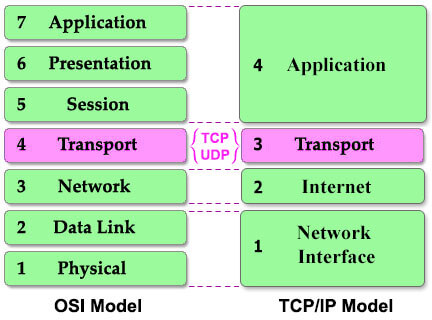 7 Application
6 Presentation
5 Session
4 Transport
3 Network
2 Data Link
1 Physical
OSI Model
TCP
UDP
4 Application
3 Transport
2 Internet
1 Network
Interface
TCP/IP Model